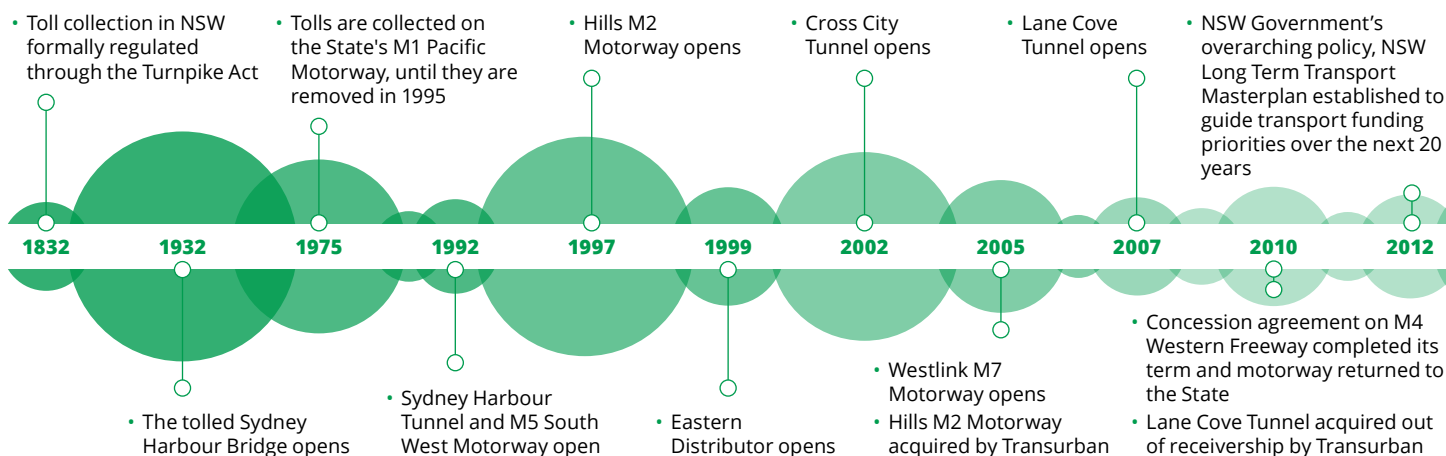 • Toll collection in NSW
formally regulated
through the Turnpike Act
• Tolls are collected on
the State's M1 Pacific
Motorway, until they are
removed in 1995
• Hills M2
Motorway opens
• Cross City
Tunnel opens
• Lane Cove
Tunnel opens
• NSW Government’s
overarching policy, NSW
Long Term Transport
Masterplan established to
guide transport funding
priorities over the next 20
years
1832
1932
1975
1992
1997
1999
2002
2005
2007
2010
2012
• The tolled Sydney
Harbour Bridge opens
• Sydney Harbour
Tunnel and M5 South
West Motorway open
• Eastern
Distributor opens
• Westlink M7
Motorway opens
• Hills M2 Motorway
acquired by Transurban
• Concession agreement on M4
Western Freeway completed its
term and motorway returned to
the State
• Lane Cove Tunnel acquired out
of receivership by Transurban